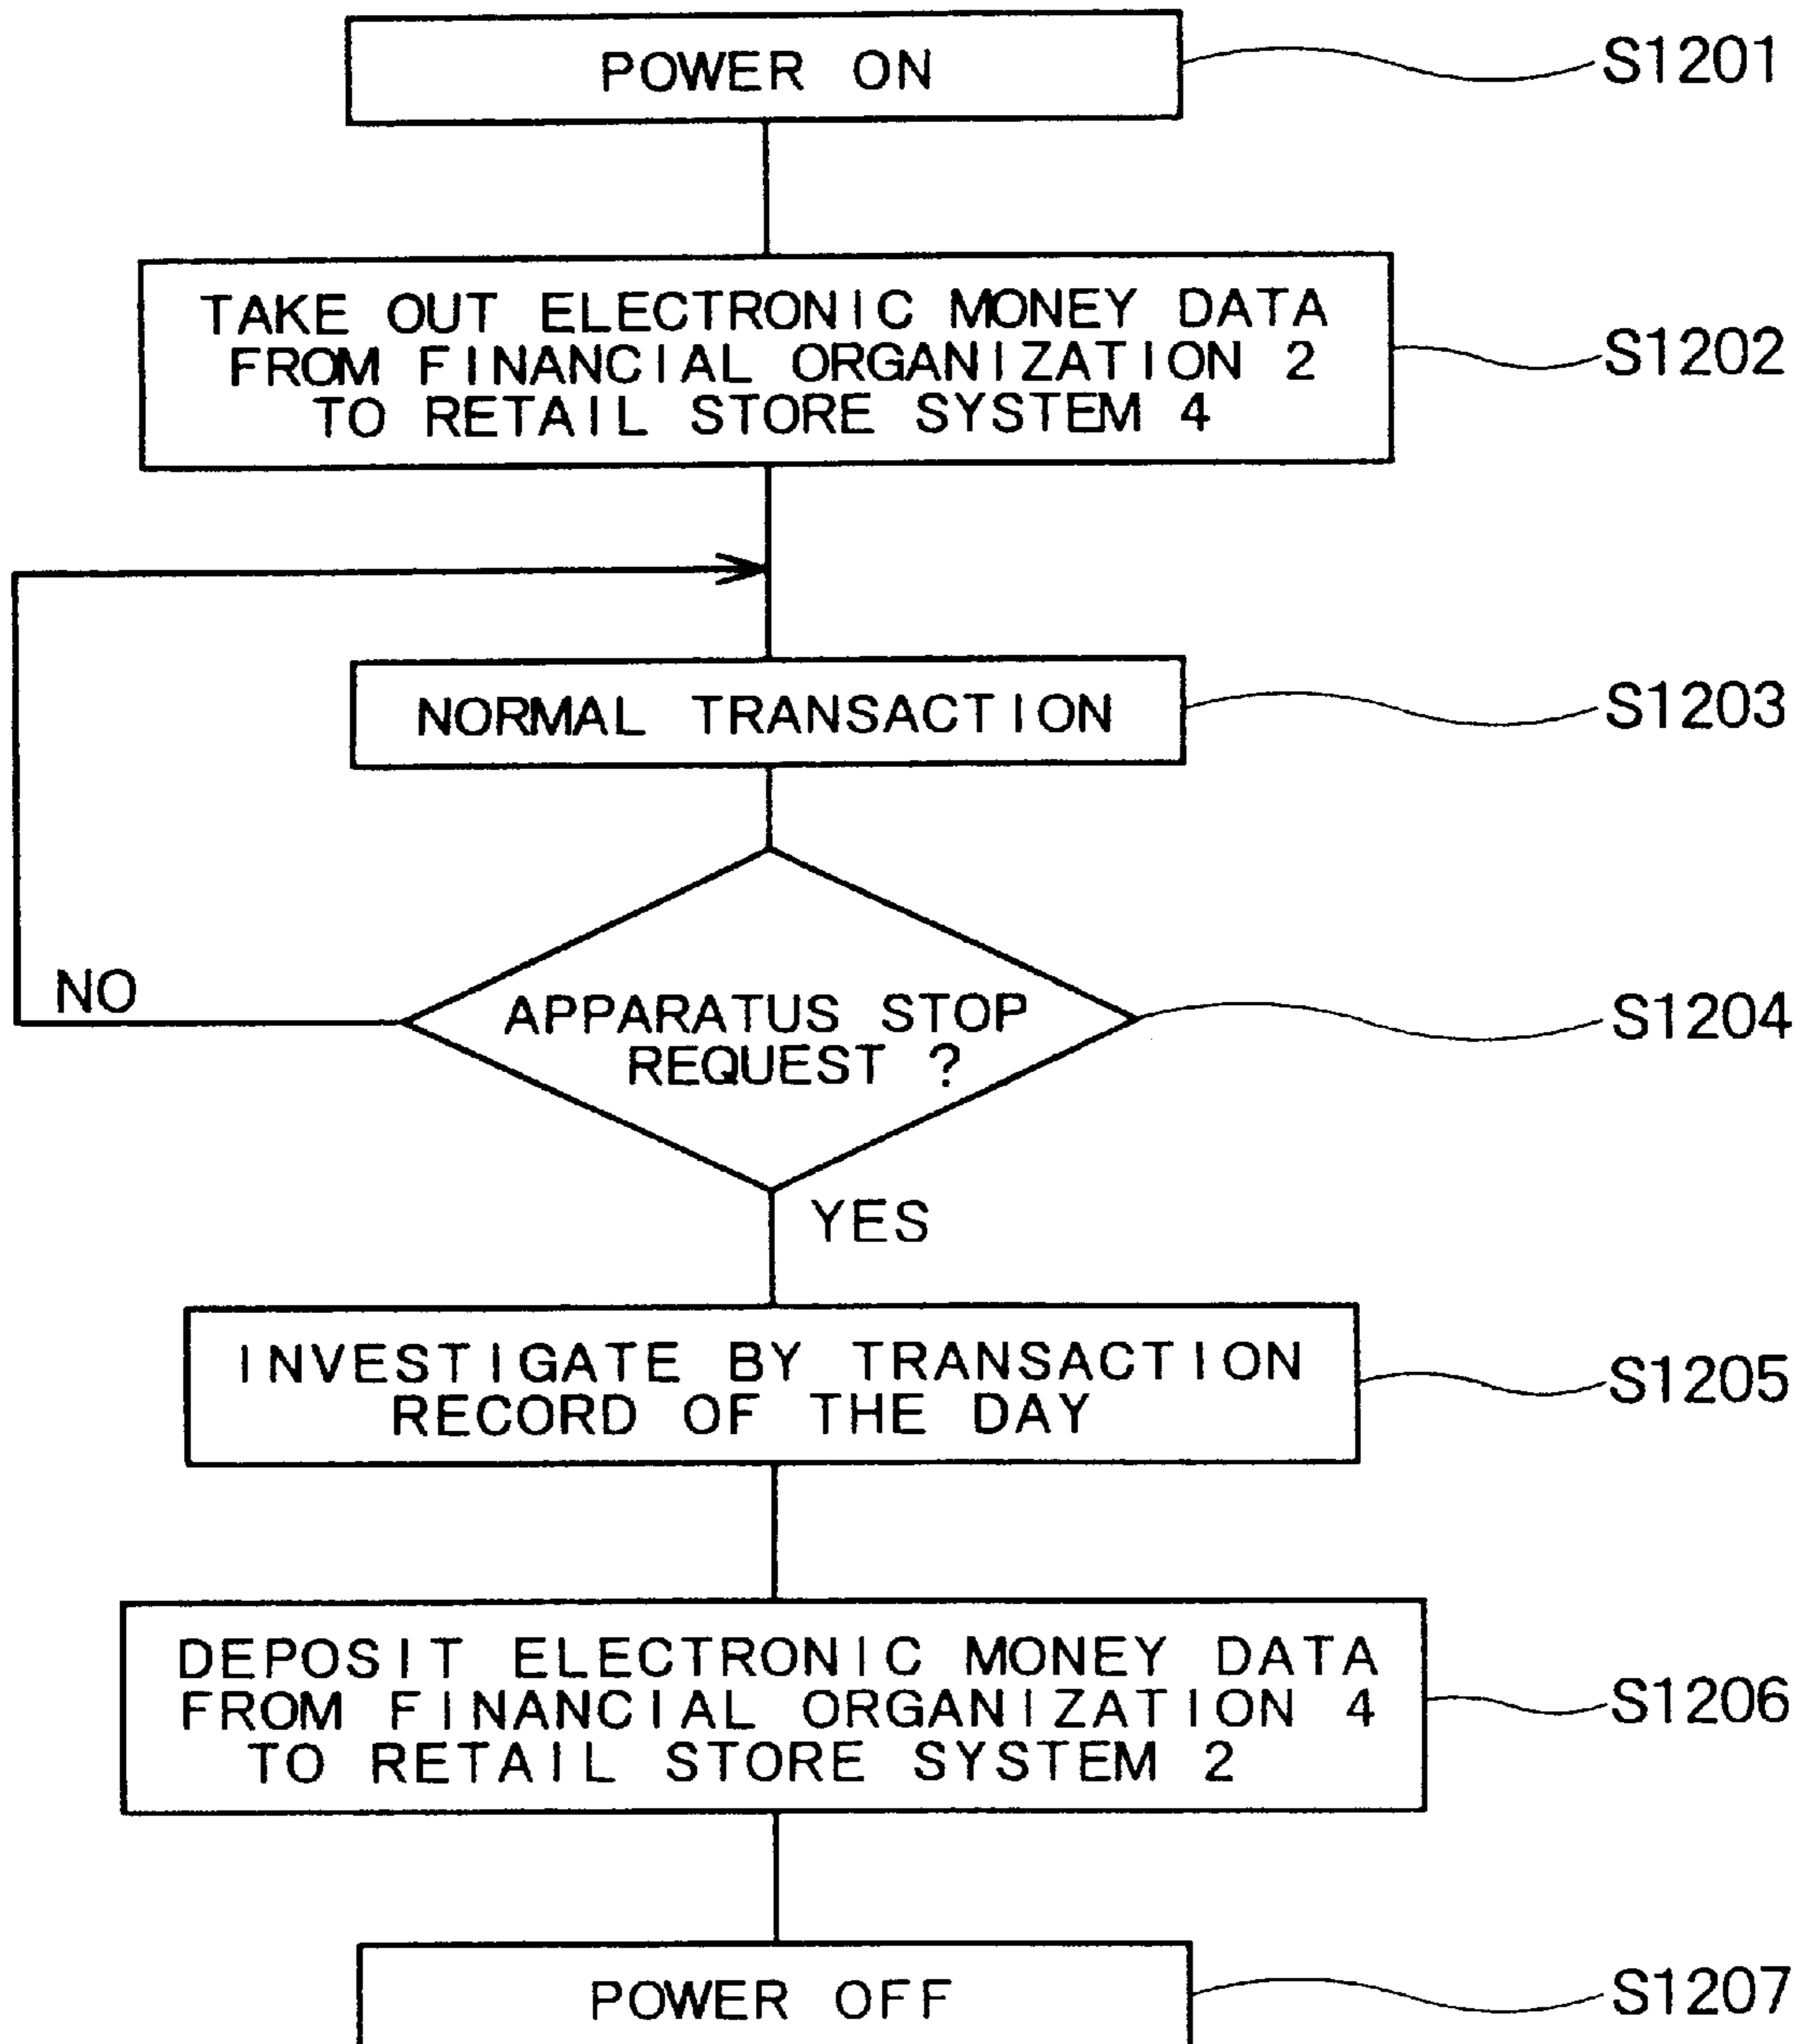 POWER ON
S1201
TAKE OUT ELECTRONIC MONEY DATA
FROM FINANCIAL ORGANIZATION 2
TO RETAIL STORE SYSTEM 4
S1202
NORMAL TRANSACTION
S1203
NO
APPARATUS STOP
REQUEST ?
S1204
YES
INVESTIGATE BY TRANSACTION
RECORD OF THE DAY
S1205
DEPOSIT ELECTRONIC MONEY DATA
FROM FINANCIAL ORGANIZATION 4
TO RETAIL STORE SYSTEM 2
S1206
POWER OFF
S1207